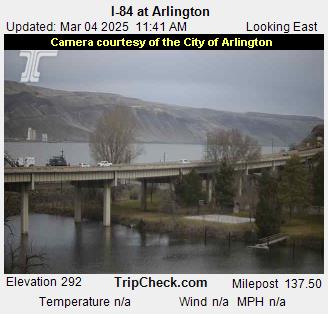 I-84 at Arlington
Updated: Mar 04 2025 11:41 AM Looking East
Camera courtesy of the City of Arlington
Elevation 292 TripCheck.com Milepost 137.50
Temperature n/a Wind n/a MPH n/a